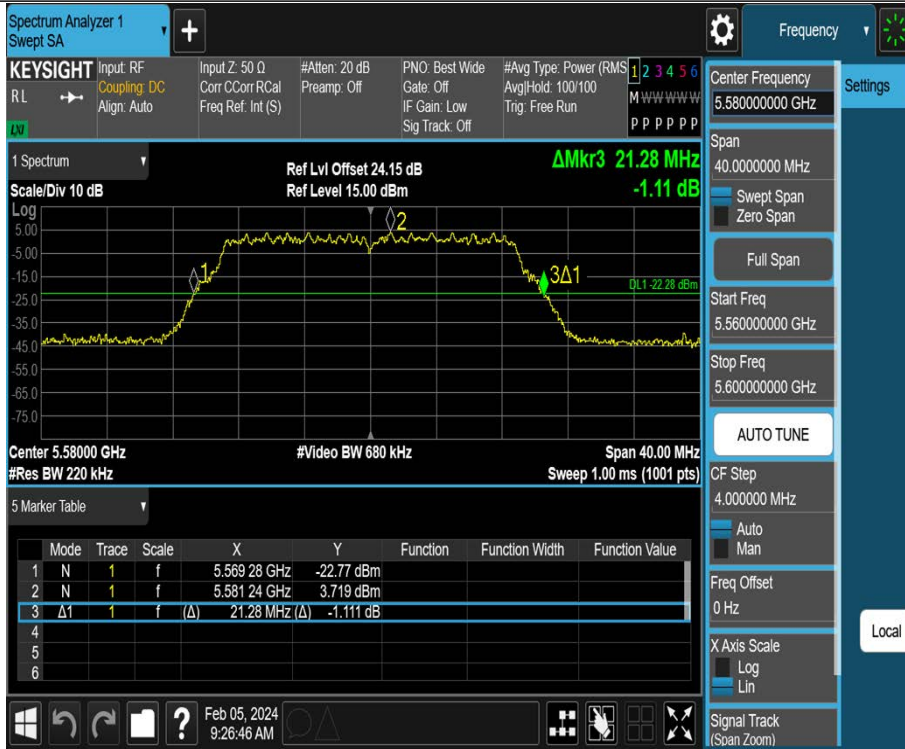 Spectrum Analyzer 1
Swept SA
+
Frequency
KEYSIGHT
R L
LXI
Input: RF
Coupling: DC
Align: Auto
Input Z: 50 Ω
Corr CCorr RCal
Freq Ref: Int (S)
#Atten: 20 dB
Preamp: Off
PNO: Best Wide
Gate: Off
IF Gain: Low
Sig Track: Off
#Avg Type: Power (RMS
Avg|Hold: 100/100
Trig: Free Run
1 2 3 4 5 6
M W W W W W
P P P P P P
1 Spectrum
Scale/Div 10 dB
Ref Lvl Offset 24.15 dB
Ref Level 15.00 dBm
ΔMkr3 21.28 MHz
-1.11 dB
Log
5.00
-5.00
-15.0
-25.0
-35.0
-45.0
-55.0
-65.0
-75.0
1
2
3Δ1
DL1 -22.28 dBm
Center 5.58000 GHz
#Video BW 680 kHz
Span 40.00 MHz
#Res BW 220 kHz
Sweep 1.00 ms (1001 pts)
5 Marker Table
Mode Trace Scale X Y Function Function Width Function Value
1 N 1 f 5.569 28 GHz -22.77 dBm
2 N 1 f 5.581 24 GHz 3.719 dBm
3 Δ1 1 f (Δ) 21.28 MHz (Δ) -1.111 dB
4
5
6
?
Feb 05, 2024
9:26:46 AM
Center Frequency
5.580000000 GHz
Span
40.0000000 MHz
Swept Span
Zero Span
Full Span
Start Freq
5.560000000 GHz
Stop Freq
5.600000000 GHz
AUTO TUNE
CF Step
4.000000 MHz
Auto
Man
Freq Offset
0 Hz
X Axis Scale
Log
Lin
Signal Track
(Span Zoom)
Settings
Local